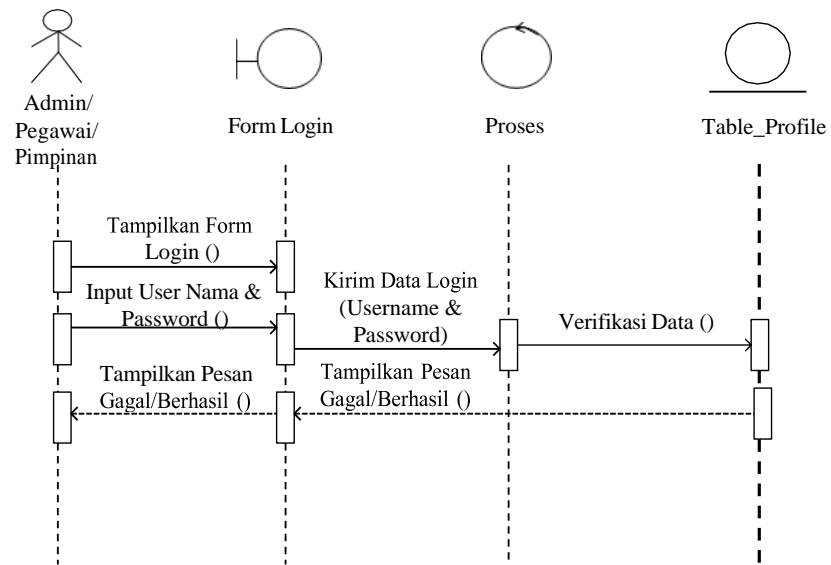 Admin/
Pegawai/
Pimpinan
Form Login
Proses
Table_Profile
Tampilkan Form
Login ()
Input User Nama &
Password ()
Kirim Data Login
(Username &
Password)
Verifikasi Data ()
Tampilkan Pesan
Gagal/Berhasil ()
Tampilkan Pesan
Gagal/Berhasil ()